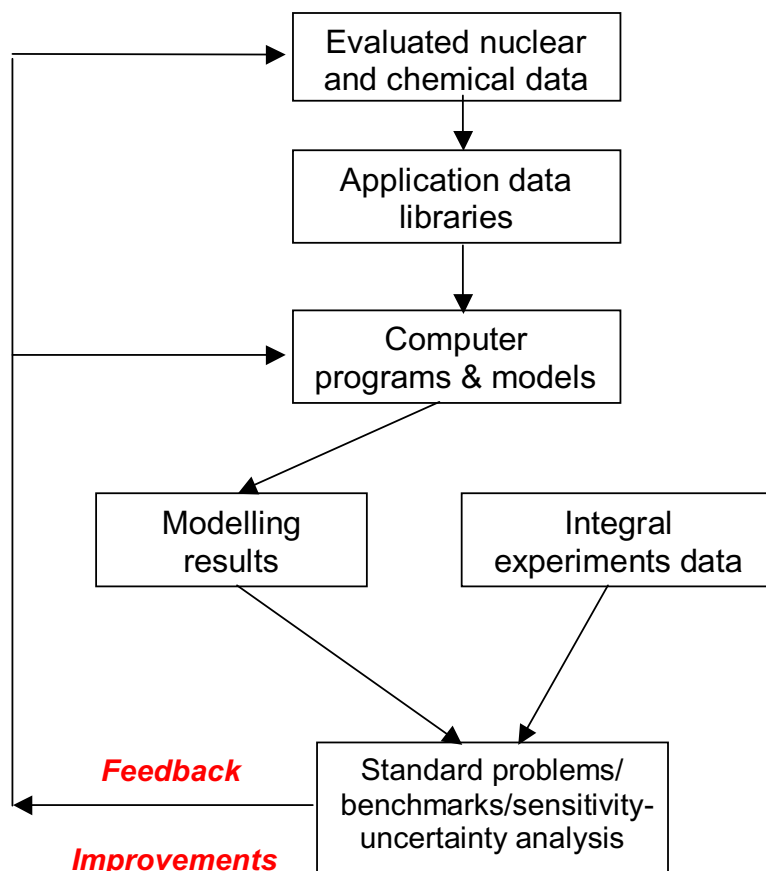 Evaluated nuclear
and chemical data
Application data
libraries
Computer
programs & models
Modelling
results
Integral
experiments data
Feedback
Standard problems/
benchmarks/sensitivity-
uncertainty analysis
Improvements